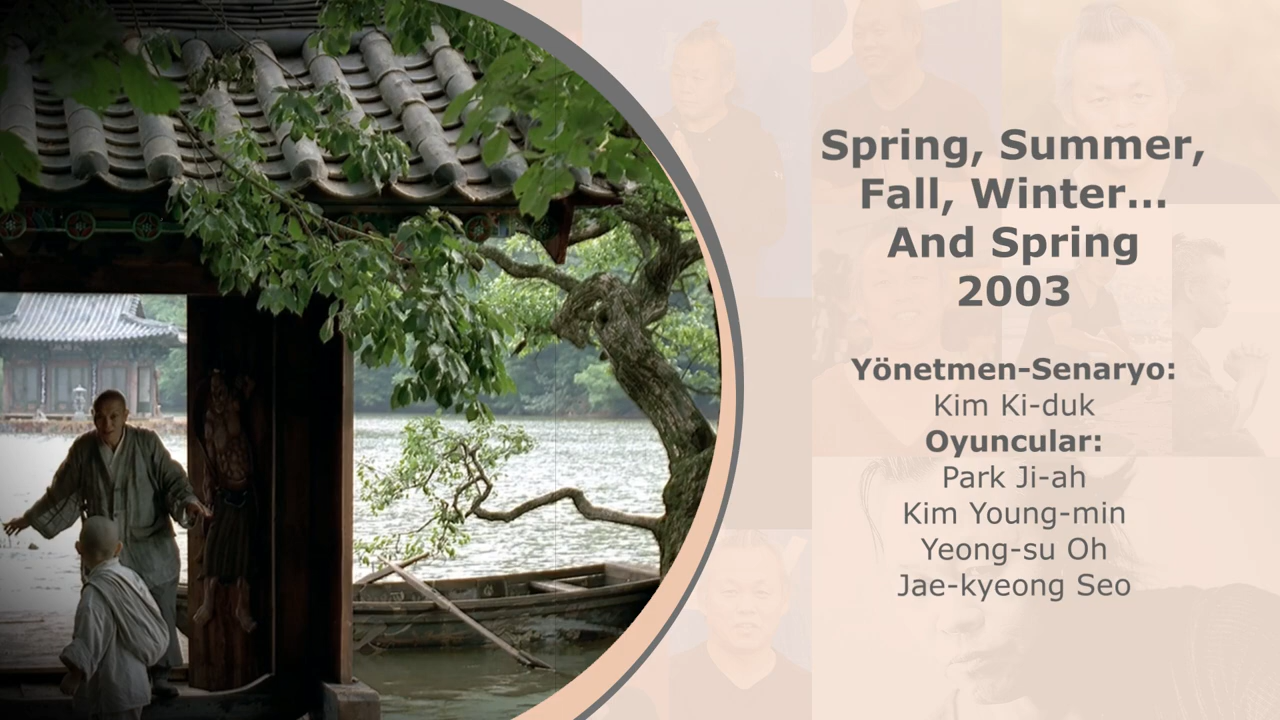 Spring, Summer,
Fall, Winter...
And Spring
2003
Yönetmen-Senaryo:
Kim Ki-duk
Oyuncular:
Park Ji-ah
Kim Young-min
Yeong-su Oh
Jae-kyeong Seo